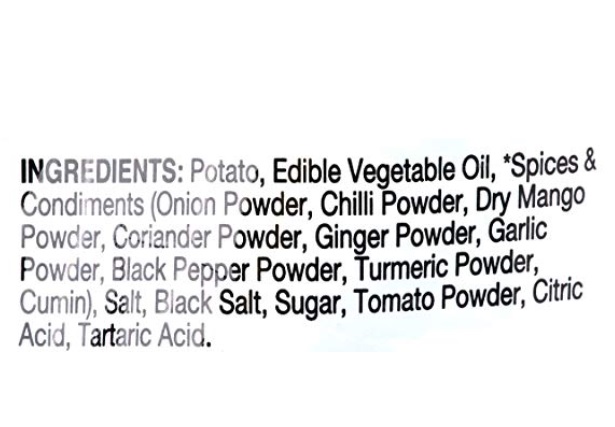 INGREDIENTS: Potato, Edible Vegetable Oil, *Spices &
Condiments (Onion Powder, Chilli Powder, Dry Mango
Powder, Coriander Powder, Ginger Powder, Garlic
Powder, Black Pepper Powder, Turmeric Powder,
Cumin), Salt, Black Salt, Sugar, Tomato Powder, Citric
Acid, Tartaric Acid.